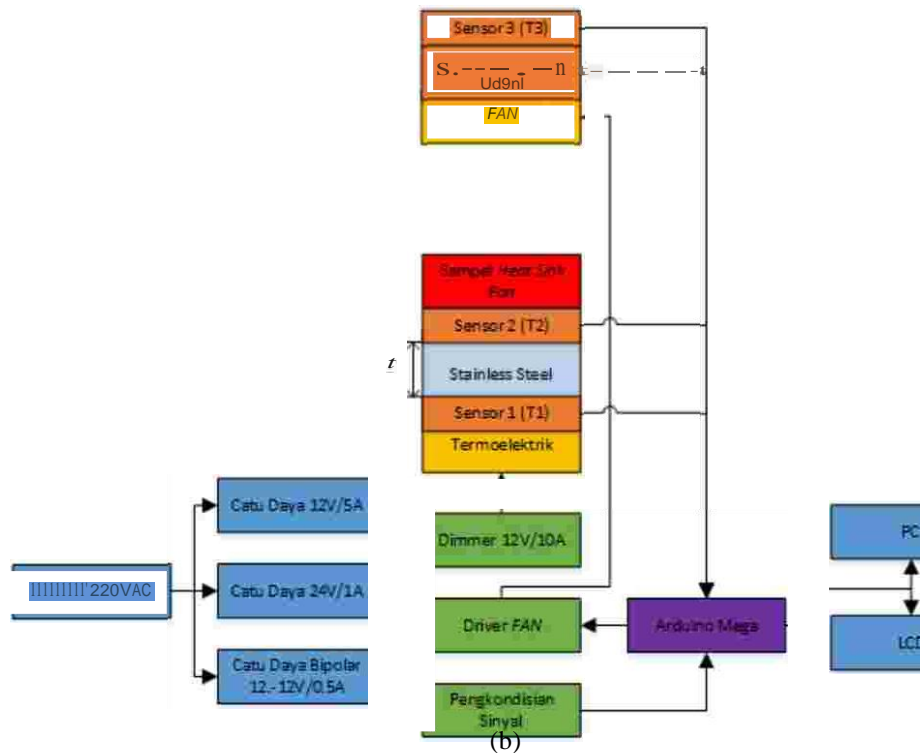 Sensor 3 (T3)
FAN
Sampel Heat Sink
Fan
Sensor 2 (T2)
t
Stainless Steel
Sensor 1 (T1)
Termoelektrik
Catu Daya 12V/5A
Dimmer 12V/10A
PC
220VAC
Catu Daya 24V/1A
Driver FAN
Arduino Mega
LCD
Catu Daya Bipolar
12.-12V/0.5A
Pengkondisian
Sinyal
(b)